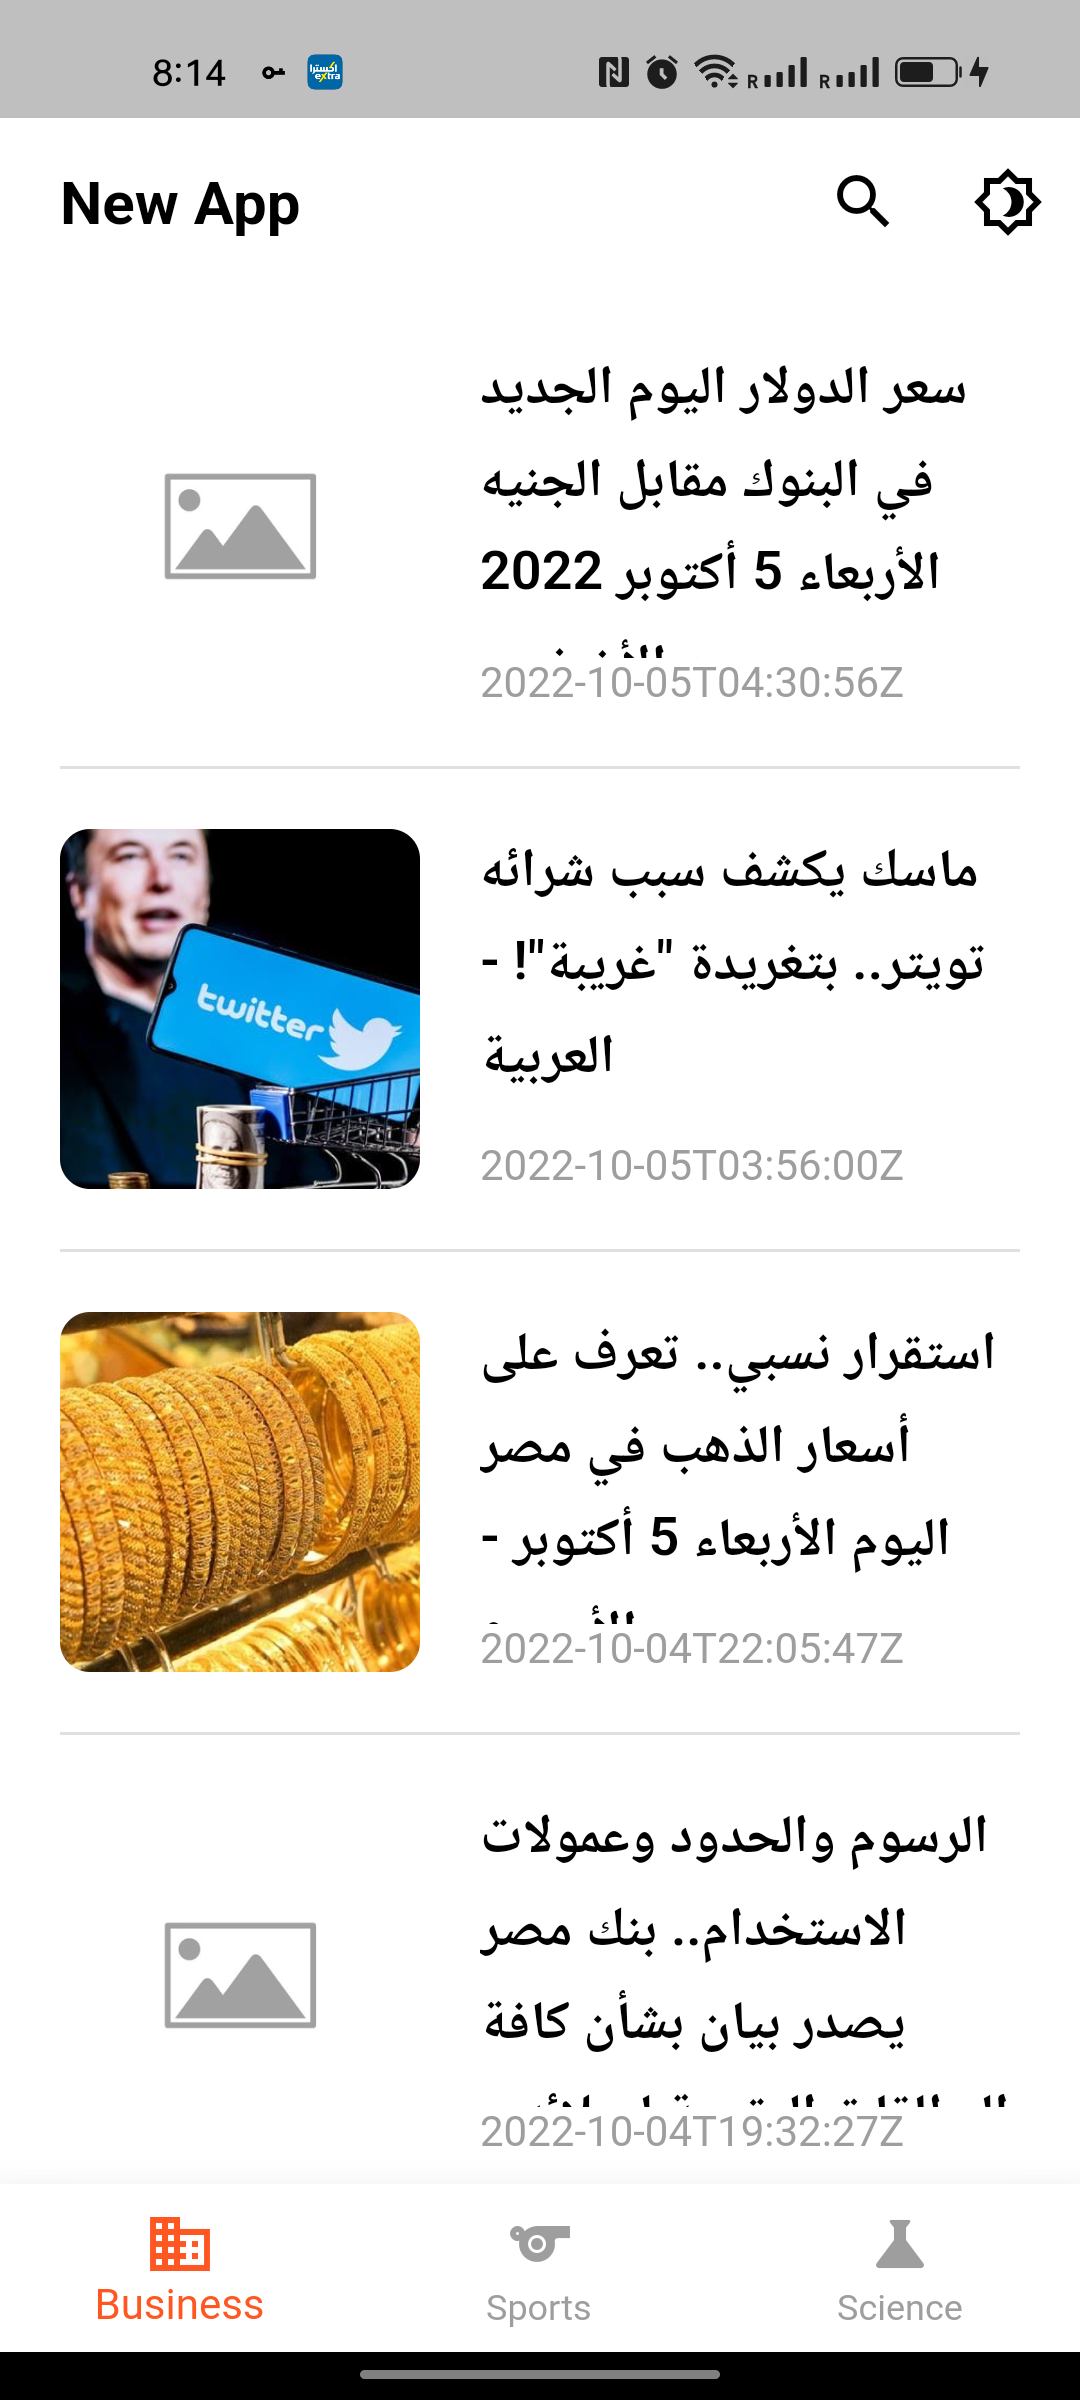 8:14
اكسترا
extra
R
R
New App
سعر الدولار اليوم الجديد
في البنوك مقابل الجنيه
الأربعاء 5 أكتوبر 2022
2022-10-05T04:30:56Z
ماسك يكشف سبب شرائه
تويتر.. بتغريدة "غريبة"! -
العربية
twitter
2022-10-05T03:56:00Z
استقرار نسبي.. تعرف على
أسعار الذهب في مصر
اليوم الأربعاء 5 أكتوبر -
2022-10-04T22:05:47Z
الرسوم والحدود وعمولات
الاستخدام.. بنك مصر
يصدر بيان بشأن كافة
2022-10-04T19:32:27Z
Business
Sports
Science